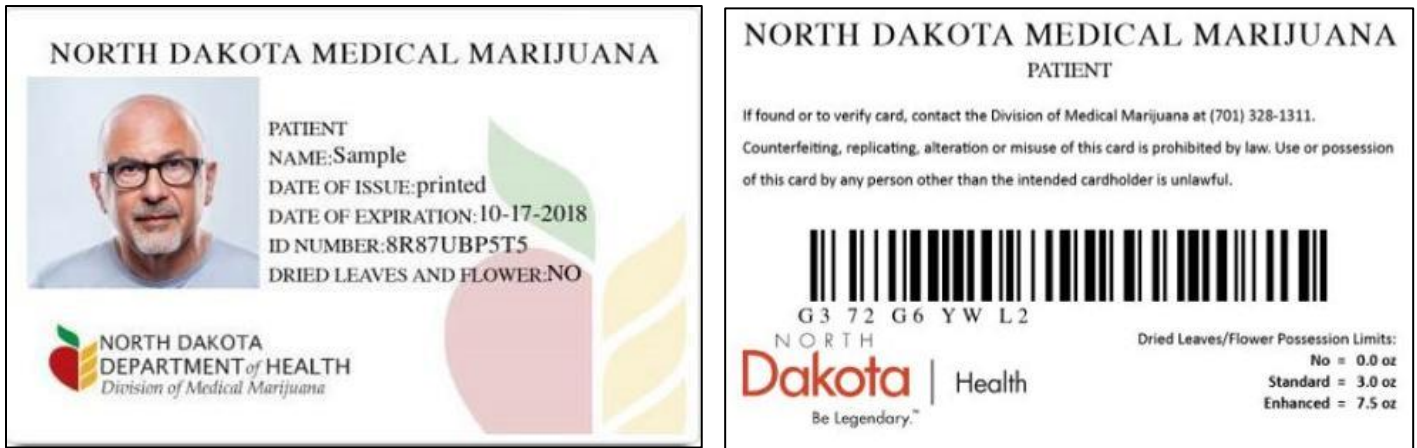 NORTH DAKOTA MEDICAL MARIJUANA
PATIENT
NAME:Sample
DATE OF ISSUE:printed
DATE OF EXPIRATION:10-17-2018
ID NUMBER:8R87UBP5T5
DRIED LEAVES AND FLOWER:NO
NORTH DAKOTA
DEPARTMENT of HEALTH
Division of Medical Marijuana
NORTH DAKOTA MEDICAL MARIJUANA
PATIENT
If found or to verify card, contact the Division of Medical Marijuana at (701) 328-1311.
Counterfeiting, replicating, alteration or misuse of this card is prohibited by law. Use or possession
of this card by any person other than the intended cardholder is unlawful.
G3 72 G6 YW L2
NORTH
Dakota | Health
Be Legendary.™
Dried Leaves/Flower Possession Limits:
No = 0.0 oz
Standard = 3.0 oz
Enhanced = 7.5 oz